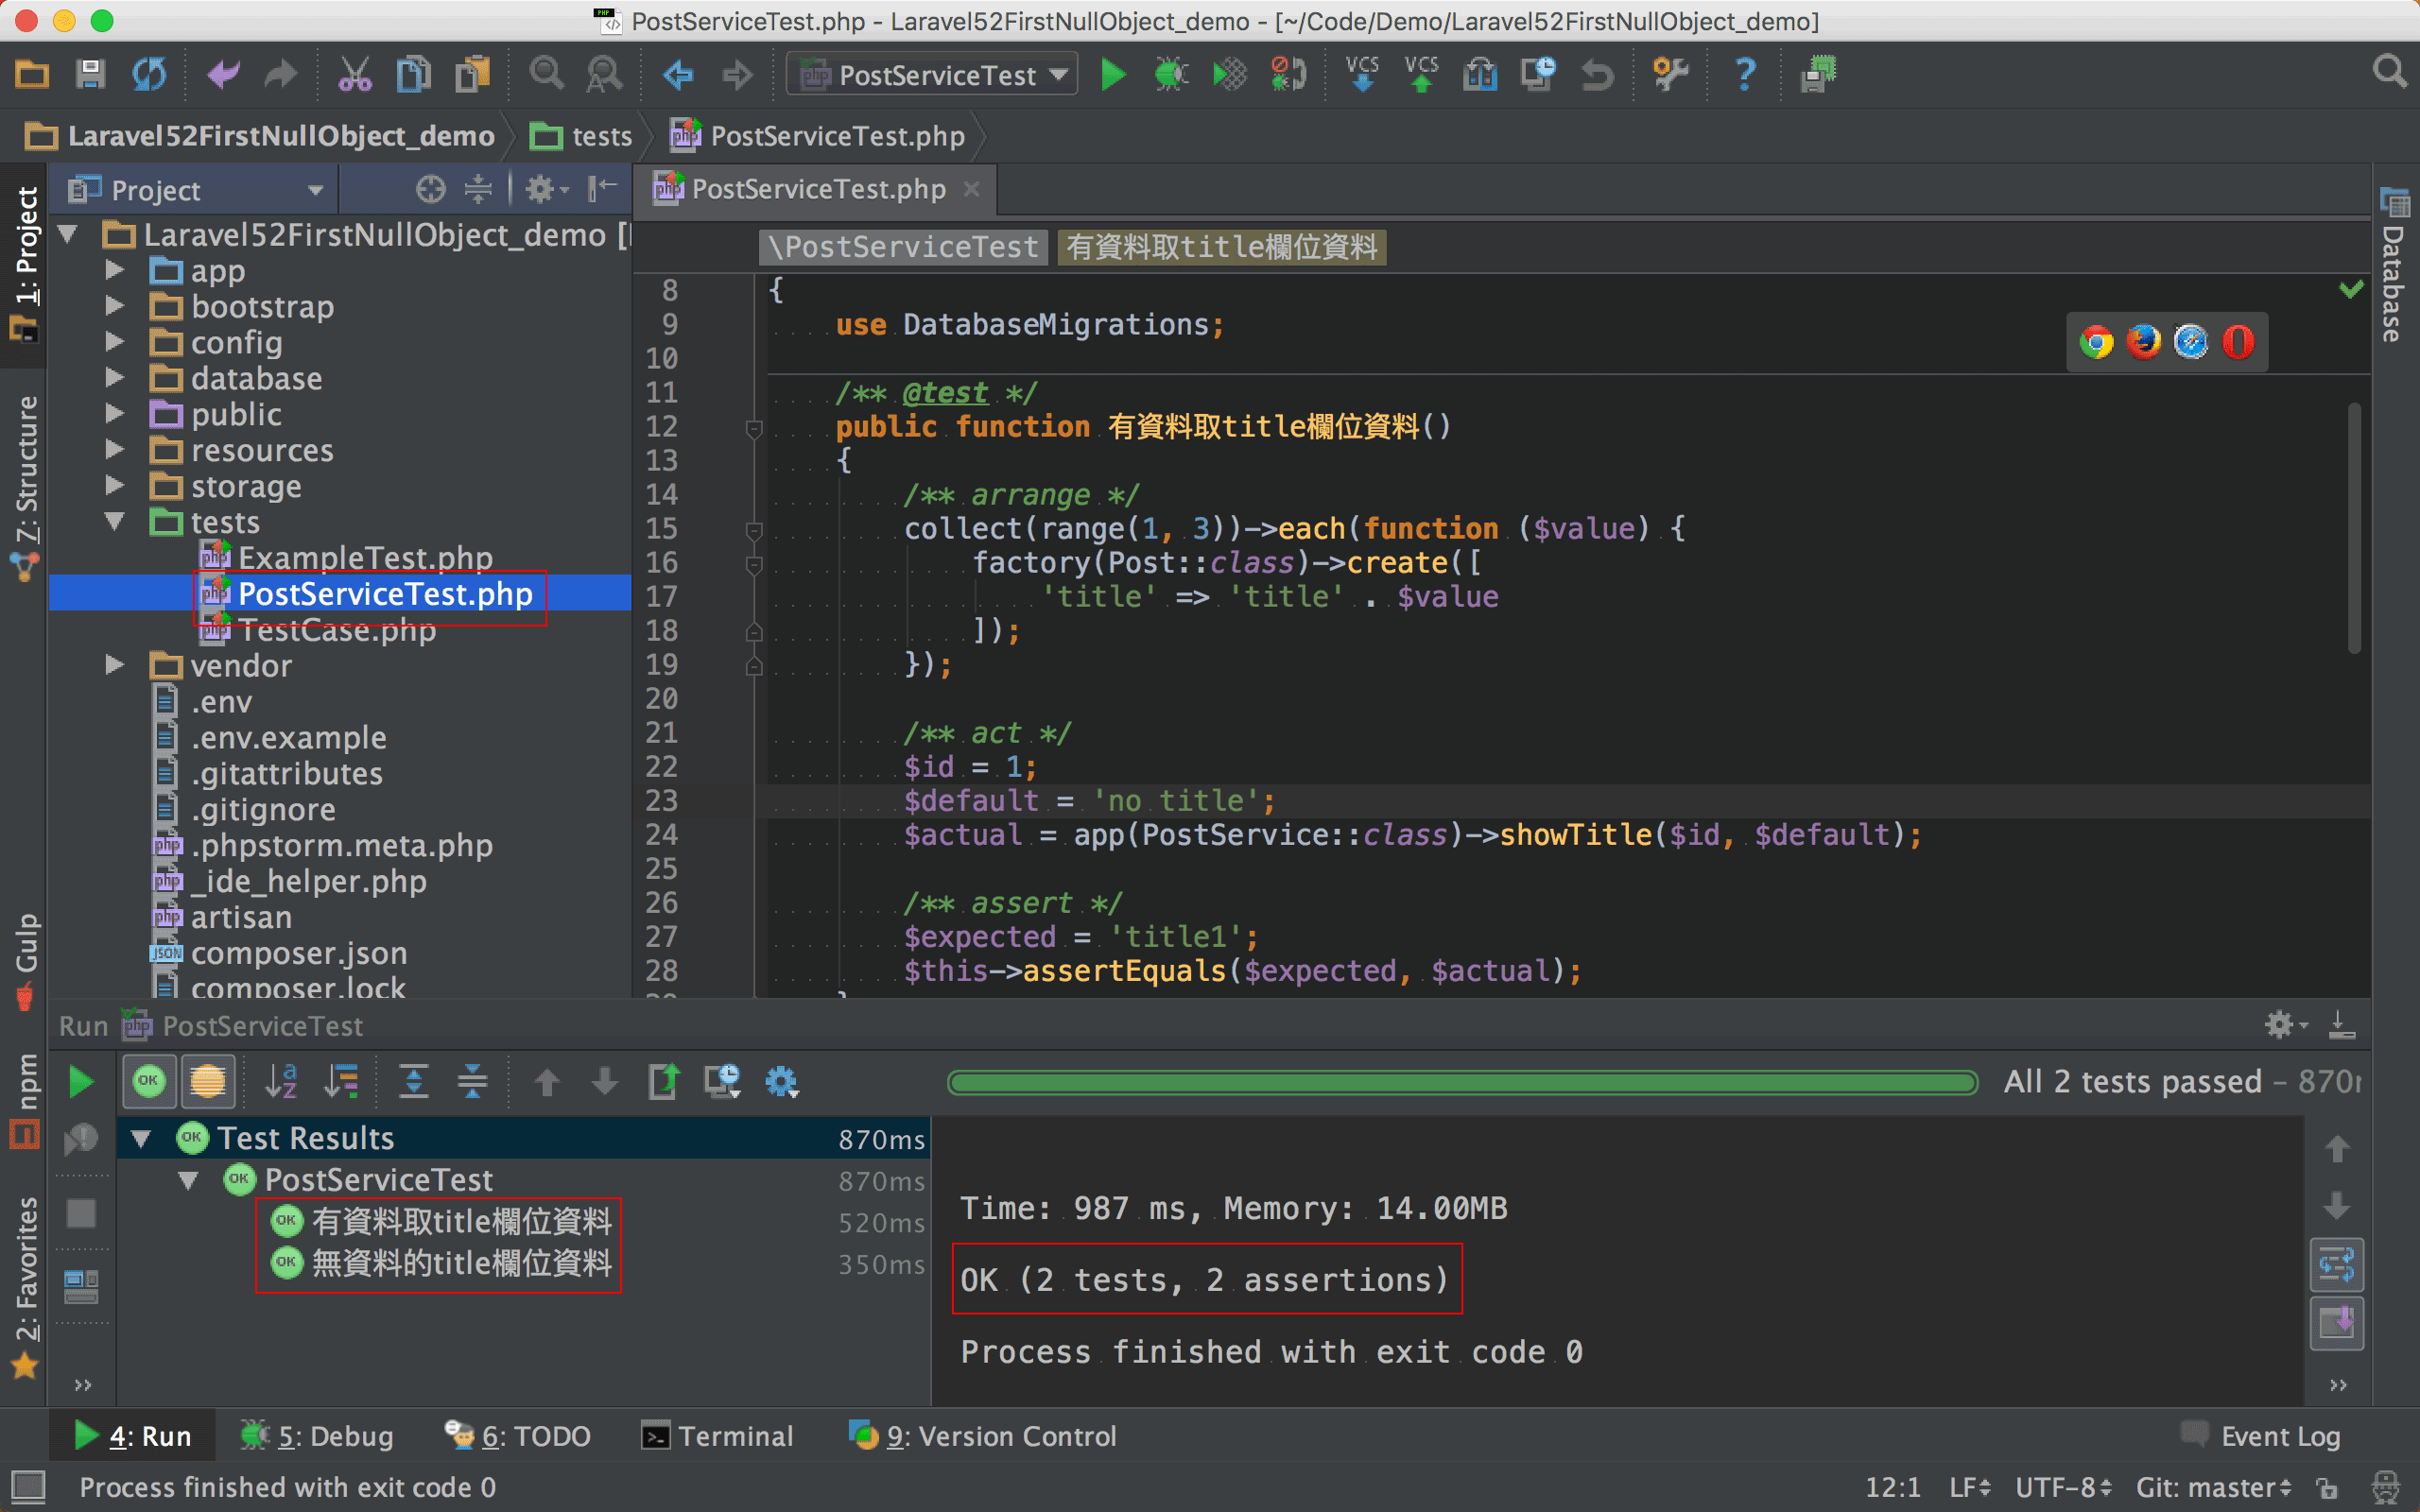 PostServiceTest.php - Laravel52FirstNullObject_demo - [~/Code/Demo/Laravel52FirstNullObject_demo]
PostServiceTest
VCS
VCS
Laravel52FirstNullObject_demo
tests
PostServiceTest.php
Project
PostServiceTest.php
1: Project
7: Structure
Gulp
npm
2: Favorites
Database
Laravel52FirstNullObject_demo [
app
bootstrap
config
database
public
resources
storage
tests
ExampleTest.php
PostServiceTest.php
TestCase.php
vendor
.env
.env.example
.gitattributes
.gitignore
.phpstorm.meta.php
_ide_helper.php
artisan
composer.json
composer.lock
\PostServiceTest 有資料取title欄位資料
8 {
9 use DatabaseMigrations;
10
11 /** @test */
12 public function 有資料取title欄位資料()
13 {
14 /** arrange */
15 collect(range(1, 3))->each(function ($value) {
16 factory(Post::class)->create([
17 'title' => 'title' . $value
18 ]);
19 });
20
21 /** act */
22 $id = 1;
23 $default = 'no title';
24 $actual = app(PostService::class)->showTitle($id, $default);
25
26 /** assert */
27 $expected = 'title1';
28 $this->assertEquals($expected, $actual);
Run PostServiceTest
All 2 tests passed – 870
Test Results 870ms
PostServiceTest 870ms
有資料取title欄位資料 520ms
無資料的title欄位資料 350ms
Time: 987 ms, Memory: 14.00MB
OK (2 tests, 2 assertions)
Process finished with exit code 0
4: Run
5: Debug
6: TODO
Terminal
9: Version Control
Event Log
Process finished with exit code 0
12:1 LF UTF-8 Git: master